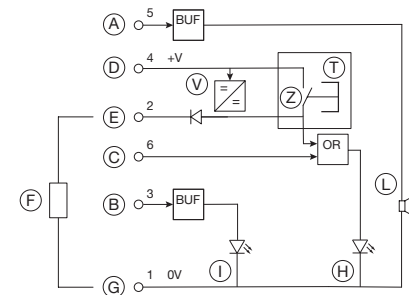 A 5 BUF
D 4 +V
T
V = =
Z
E 2
OR
C 6
L
F
B 3 BUF
I H
G 1 0V